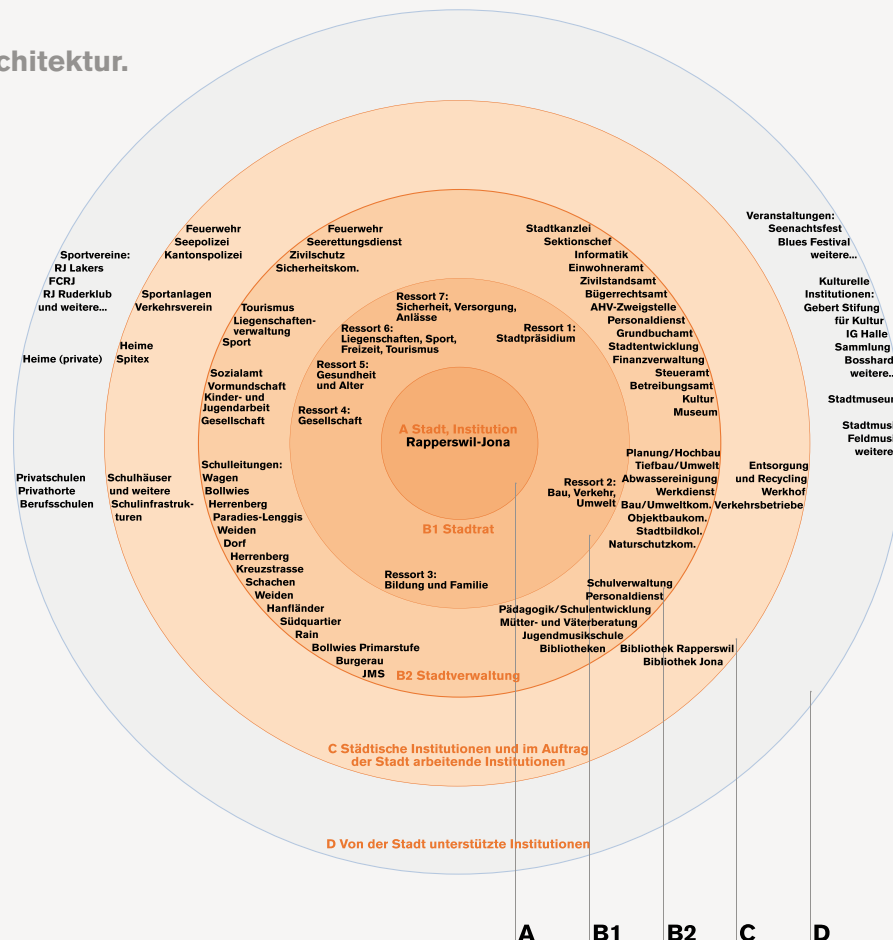 chitektur.
Feuerwehr
Seepolizei
Kantonspolizei
Feuerwehr
Seerettungsdienst
Zivilschutz
Sicherheitskom.
Stadtkanzlei
Sektionschef
Informatik
Einwohneramt
Zivilstandsamt
Bügerrechtsamt
AHV-Zweigstelle
Personaldienst
Grundbuchamt
Stadtentwicklung
Finanzverwaltung
Steueramt
Betreibungsamt
Kultur
Museum
Veranstaltungen:
Seenachtsfest
Blues Festival
weitere...
Kulturelle
Institutionen:
Gebert Stiftung
für Kultur
IG Halle
Sammlung
Bosshard
weitere..
Stadtmuseum
Stadtmusi
Feldmusi
weitere
Sportvereine:
RJ Lakers
FCRJ
RJ Ruderklub
und weitere...
Sportanlagen
Verkehrsverein
Tourismus
Liegenschaften-
verwaltung
Sport
Heime (private)
Heime
Spitex
Sozialamt
Vormundschaft
Kinder- und
Jugendarbeit
Gesellschaft
Ressort 7:
Sicherheit, Versorgung,
Anlässe
Ressort 6:
Liegenschaften, Sport,
Freizeit, Tourismus
Ressort 5:
Gesundheit
und Alter
Ressort 4:
Gesellschaft
Ressort 1:
Stadtpräsidium
A Stadt, Institution
Rapperswil-Jona
B1 Stadtrat
Ressort 2:
Bau, Verkehr,
Umwelt
Ressort 3:
Bildung und Familie
Privatschulen
Privathorte
Berufsschulen
Schulhäuser
und weitere
Schulinfrastruk-
turen
Schulleitungen:
Wagen
Bollwies
Herrenberg
Paradies-Lenggis
Weiden
Dorf
Herrenberg
Kreuzstrasse
Schachen
Weiden
Hanfländer
Südquartier
Rain
Bollwies Primarstufe
Burgerau
JMS
Planung/Hochbau
Tiefbau/Umwelt
Abwassereinigung
Werkdienst
Bau/Umweltkom.
Objektbaukom.
Stadtbildkol.
Naturschutzkom.
Entsorgung
und Recycling
Werkhof
Verkehrsbetriebe
Schulverwaltung
Personaldienst
Pädagogik/Schulentwicklung
Mütter- und Väterberatung
Jugendmusikschule
Bibliotheken
Bibliothek Rapperswil
Bibliothek Jona
B2 Stadtverwaltung
C Städtische Institutionen und im Auftrag
der Stadt arbeitende Institutionen
D Von der Stadt unterstützte Institutionen
A
B1
B2
C
D